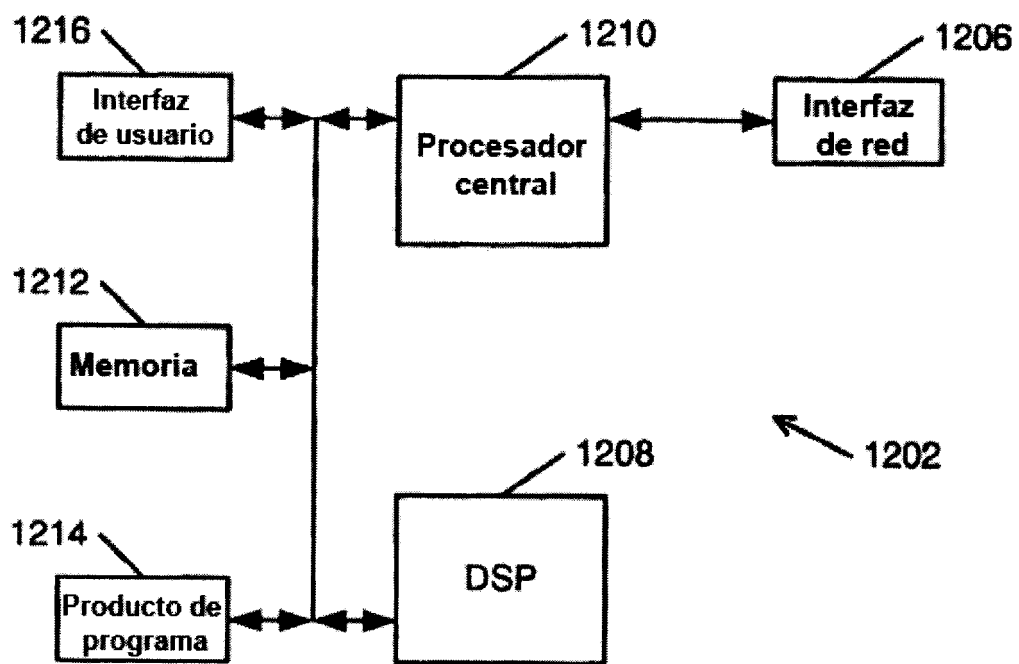 1216
1210
1206
Interfaz
de usuario
Procesador
central
Interfaz
de red
1212
Memoria
1208
1202
1214
DSP
Producto de
programa